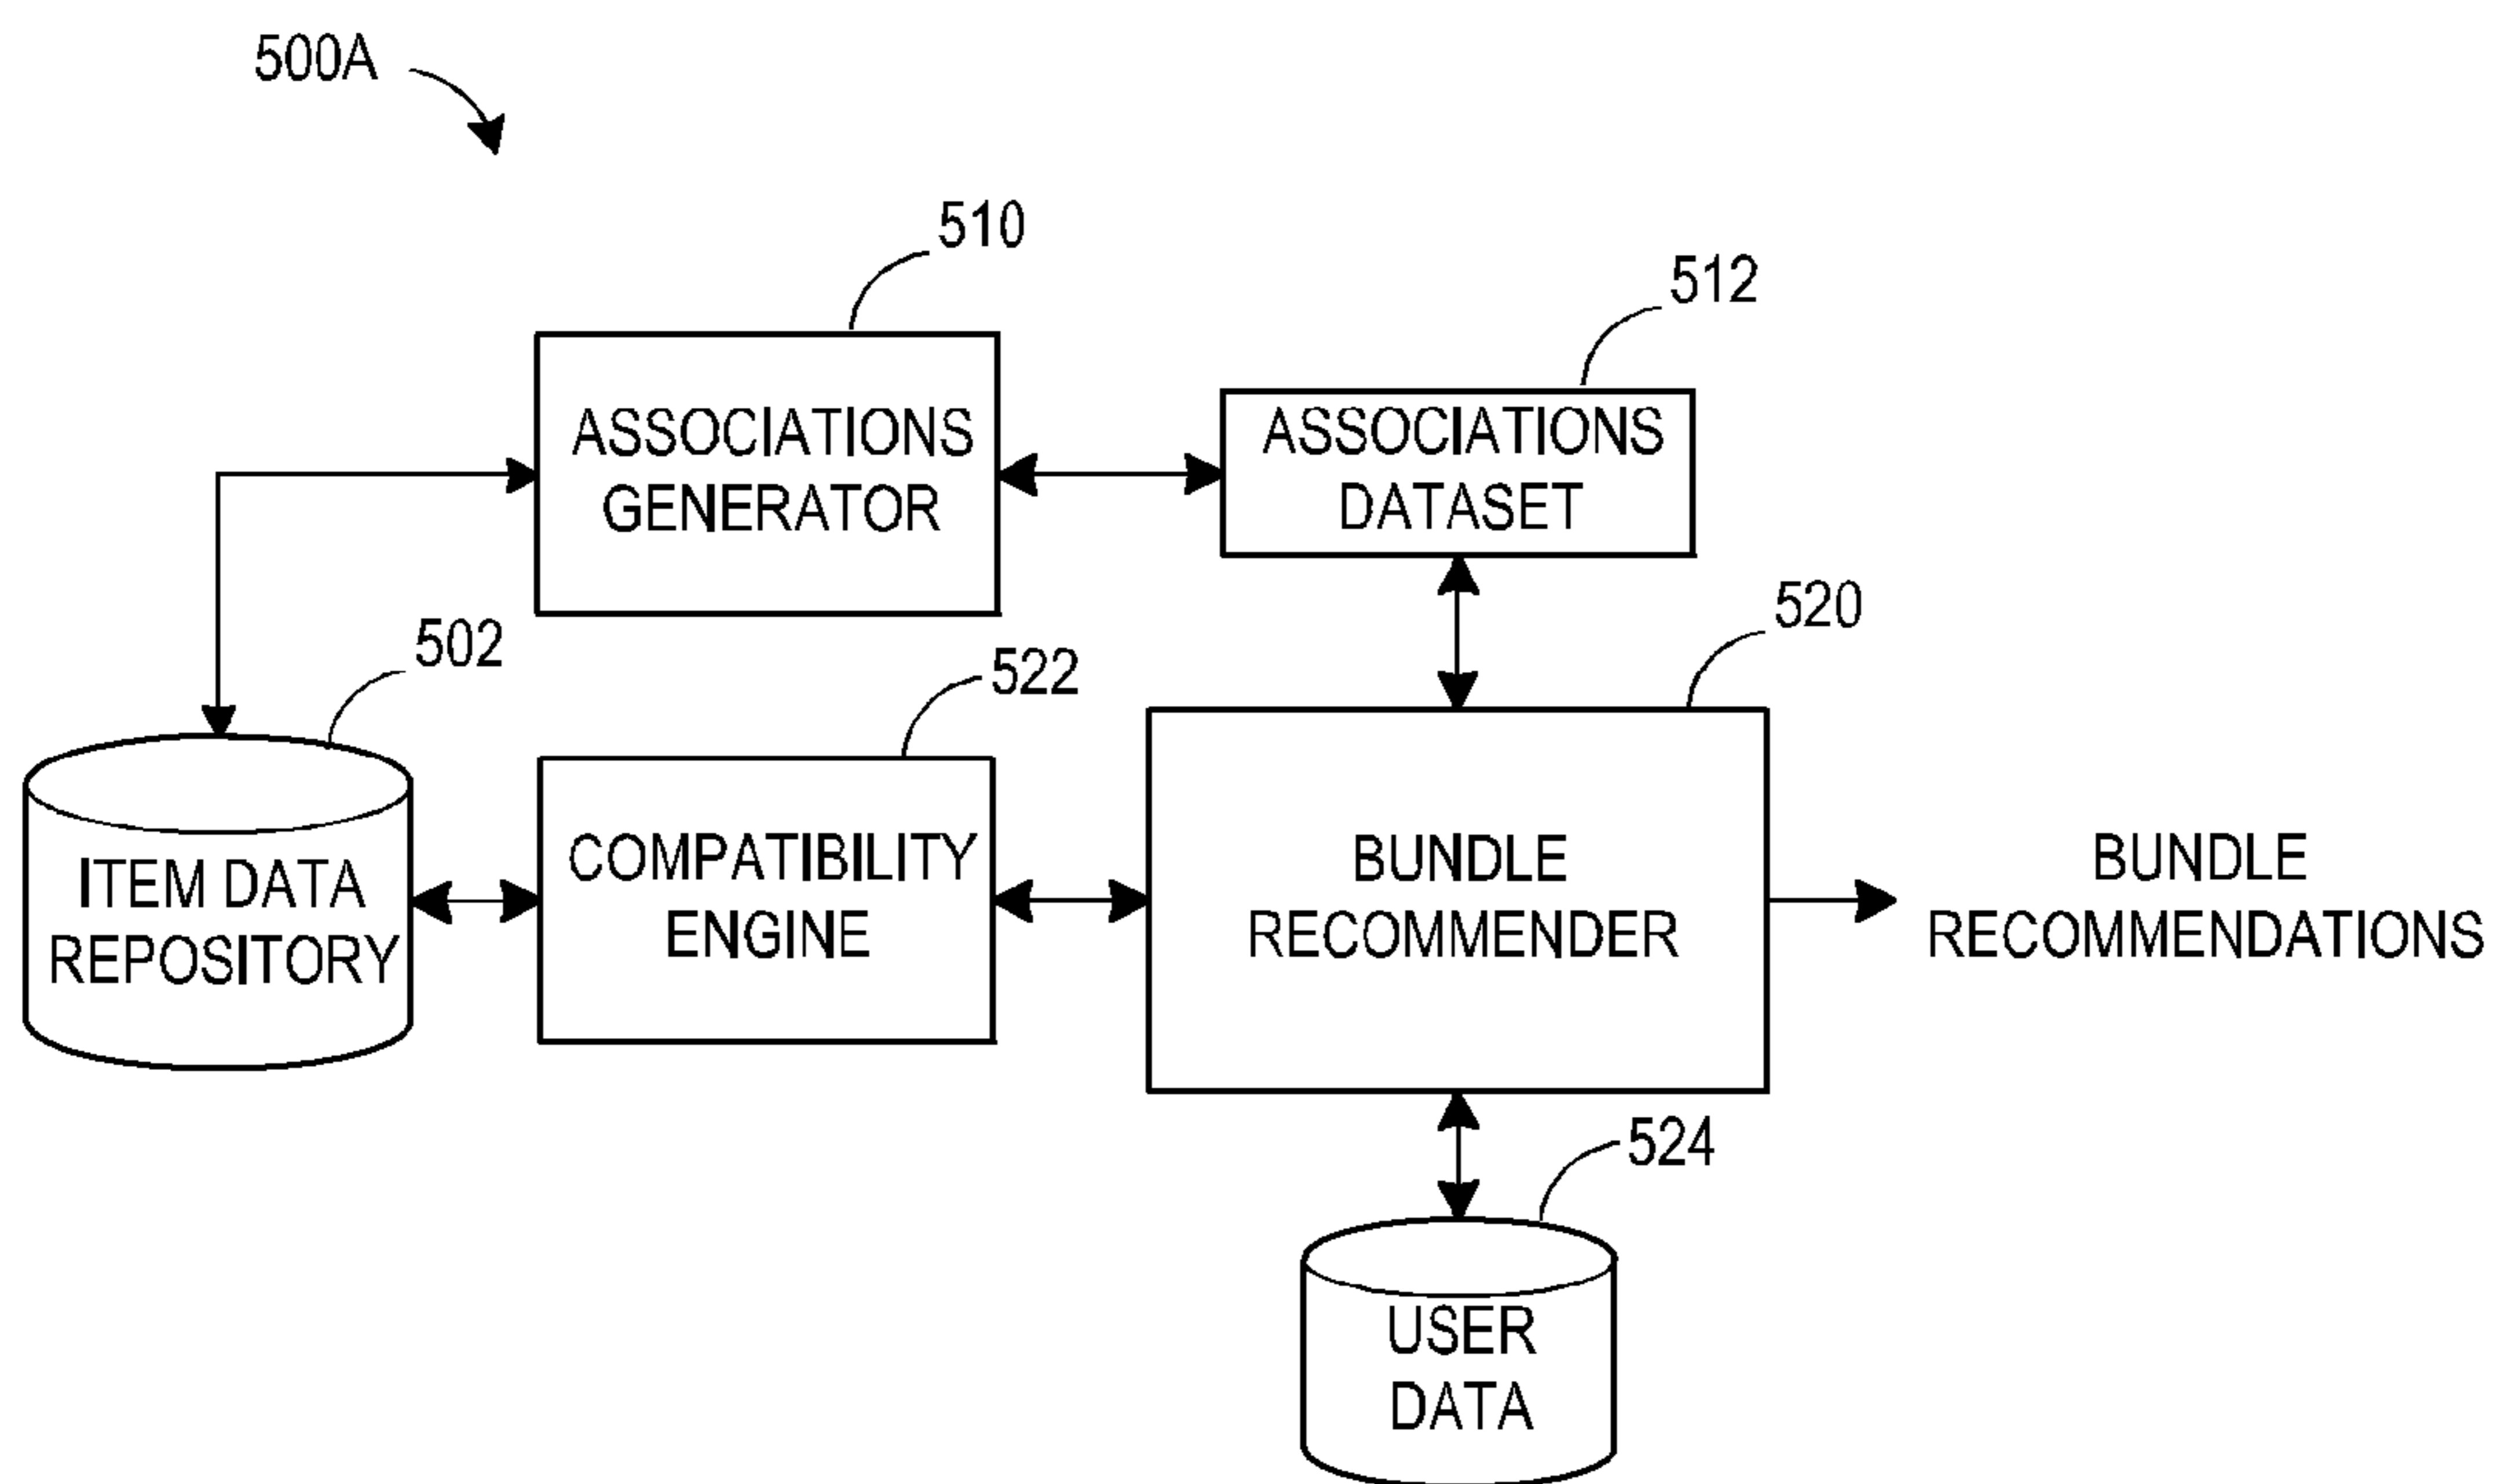 500A
510
512
ASSOCIATIONS
GENERATOR
ASSOCIATIONS
DATASET
520
502
522
ITEM DATA
REPOSITORY
COMPATIBILITY
ENGINE
BUNDLE
RECOMMENDER
BUNDLE
RECOMMENDATIONS
524
USER
DATA